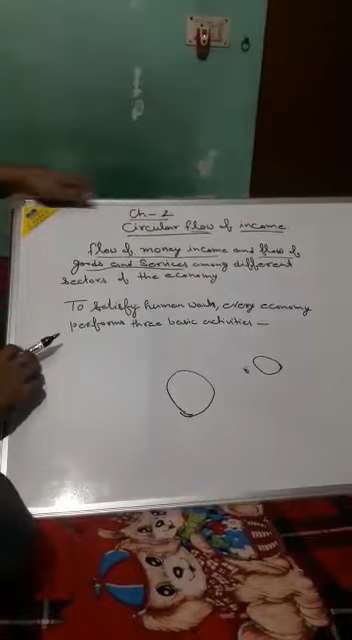 Ch-2
Circular flow of income
flow of money income and flow of
goods and Services among different
sectors of the economy
To satisfy human wants, every economy
performs three basic activities —